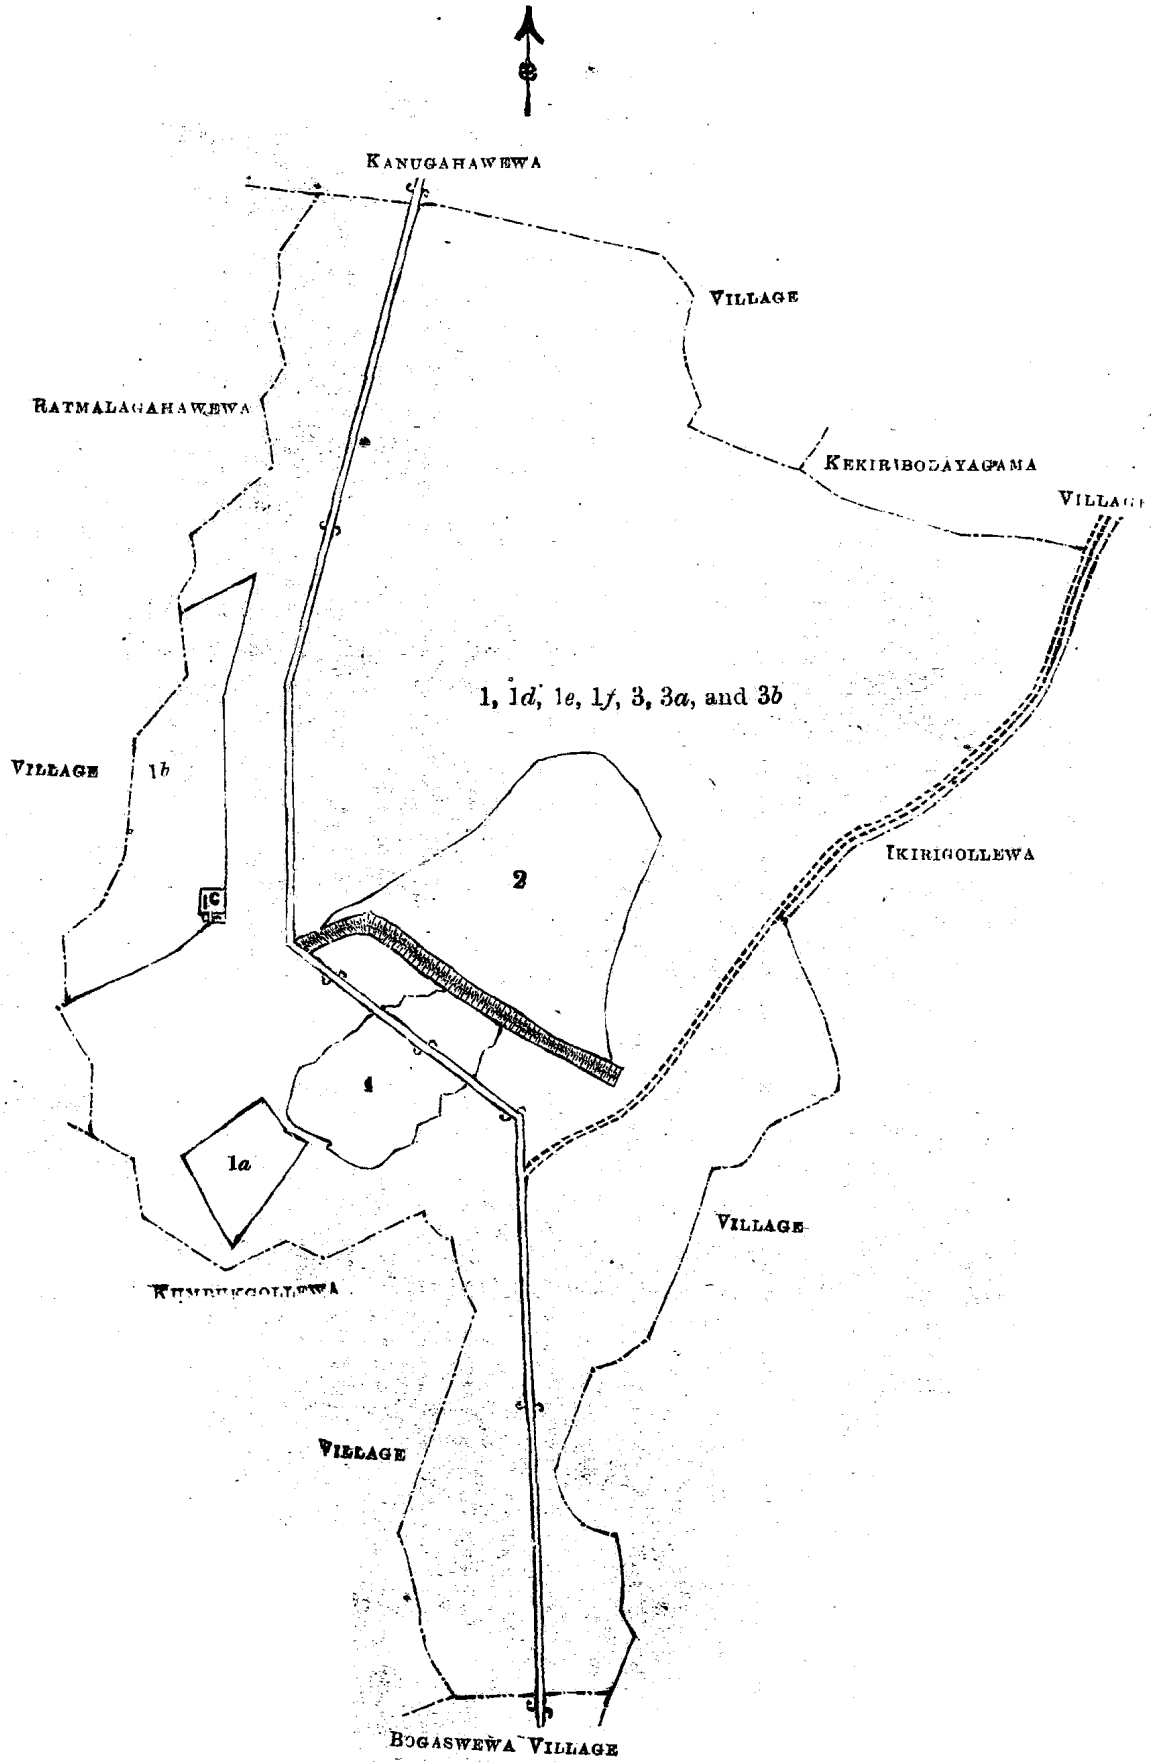 KANUGAHAWEWA
VILLAGE
RATMALAGAHAWEWA
KEKIRIBODAYAGAMA
VILLAGE
1, 1d, 1e, 1f, 3, 3a, and 3b
VILLAGE
1b
IKIRIGOLLEWA
2
1c
1a
VILLAGE
KUMBUKGOLLEWA
VILLAGE
BOGASWEWA VILLAGE